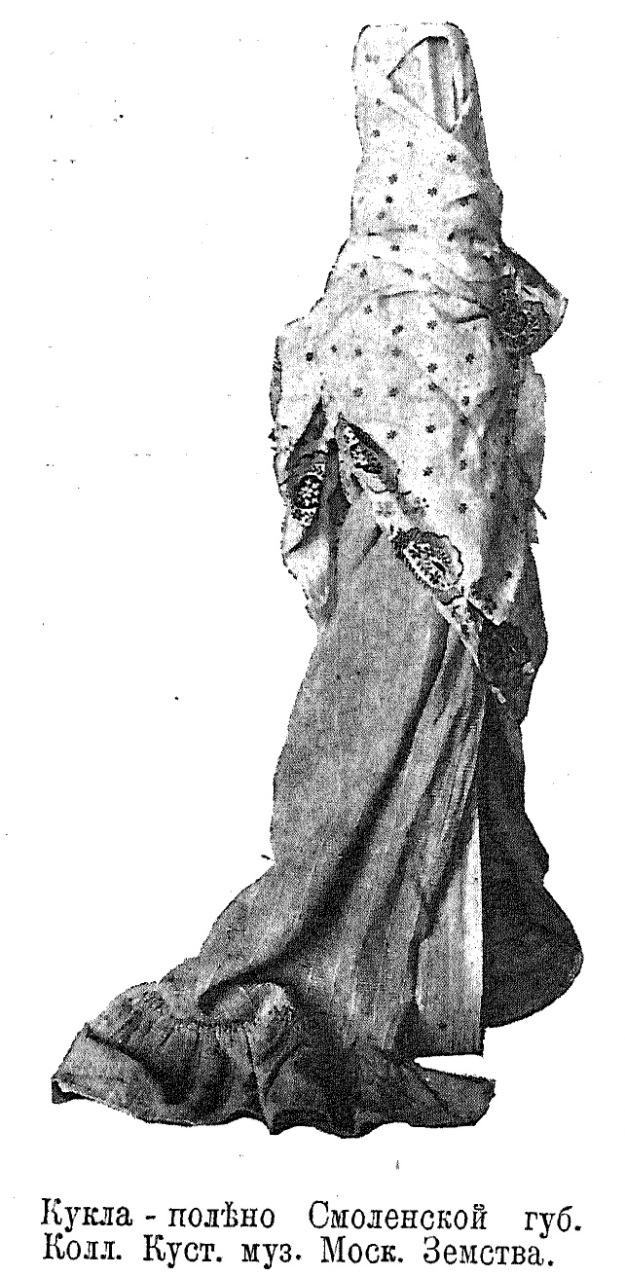 Кукла - полѣно Смоленской губ.
Колл. Куст. муз. Моск. Земства.